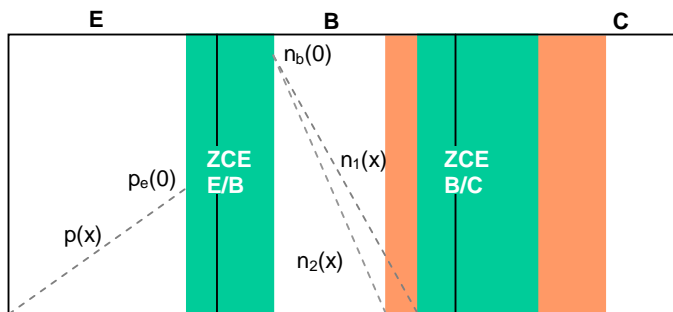 E B C
n_b(0)
ZCE
E/B
n_1(x)
ZCE
B/C
p_e(0)
p(x)
n_2(x)